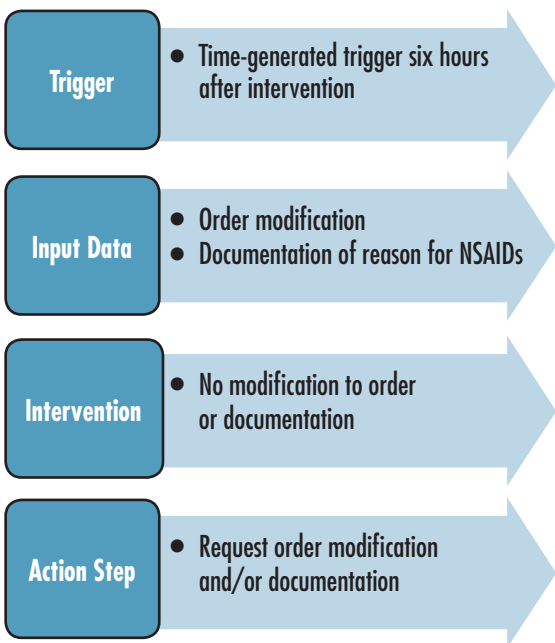 Trigger
• Time-generated trigger six hours
after intervention
Input Data
• Order modification
• Documentation of reason for NSAIDs
Intervention
• No modification to order
or documentation
Action Step
• Request order modification
and/or documentation